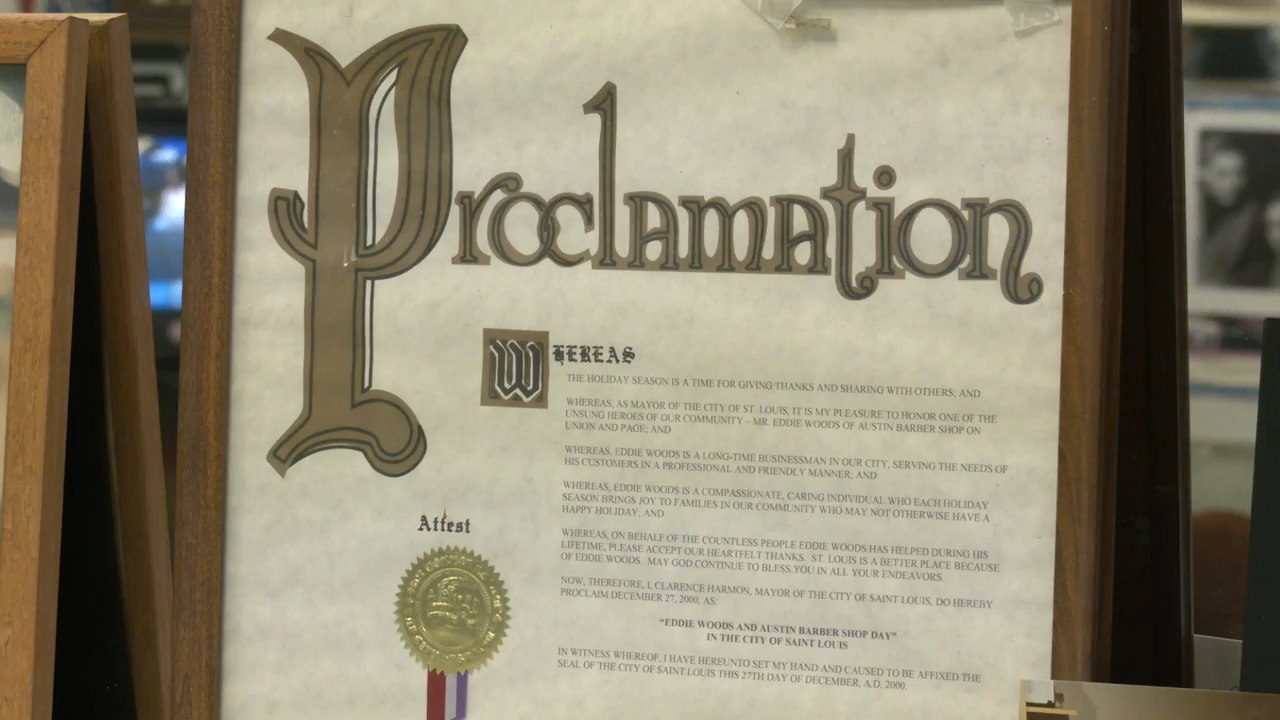 Proclamation
WHEREAS
THE HOLIDAY SEASON IS A TIME FOR GIVING THANKS AND SHARING WITH OTHERS; AND
WHEREAS, AS MAYOR OF THE CITY OF ST. LOUIS, IT IS MY PLEASURE TO HONOR ONE OF THE
UNSUNG HEROES OF OUR COMMUNITY – MR. EDDIE WOODS OF AUSTIN BARBER SHOP ON
UNION AND PAGE; AND
WHEREAS, EDDIE WOODS IS A LONG-TIME BUSINESSMAN IN OUR CITY, SERVING THE NEEDS OF
HIS CUSTOMERS IN A PROFESSIONAL AND FRIENDLY MANNER; AND
WHEREAS, EDDIE WOODS IS A COMPASSIONATE, CARING INDIVIDUAL WHO EACH HOLIDAY
SEASON BRINGS JOY TO FAMILIES IN OUR COMMUNITY WHO MAY NOT OTHERWISE HAVE A
HAPPY HOLIDAY; AND
WHEREAS, ON BEHALF OF THE COUNTLESS PEOPLE EDDIE WOODS HAS HELPED DURING HIS
LIFETIME, PLEASE ACCEPT OUR HEARTFELT THANKS. ST. LOUIS IS A BETTER PLACE BECAUSE
OF EDDIE WOODS. MAY GOD CONTINUE TO BLESS YOU IN ALL YOUR ENDEAVORS.
NOW, THEREFORE, I, CLARENCE HARMON, MAYOR OF THE CITY OF SAINT LOUIS, DO HEREBY
PROCLAIM DECEMBER 27, 2000, AS:
"EDDIE WOODS AND AUSTIN BARBER SHOP DAY"
IN THE CITY OF SAINT LOUIS
IN WITNESS WHEREOF, I HAVE HEREUNTO SET MY HAND AND CAUSED TO BE AFFIXED THE
SEAL OF THE CITY OF SAINT LOUIS THIS 27TH DAY OF DECEMBER, A.D. 2000.
Attest